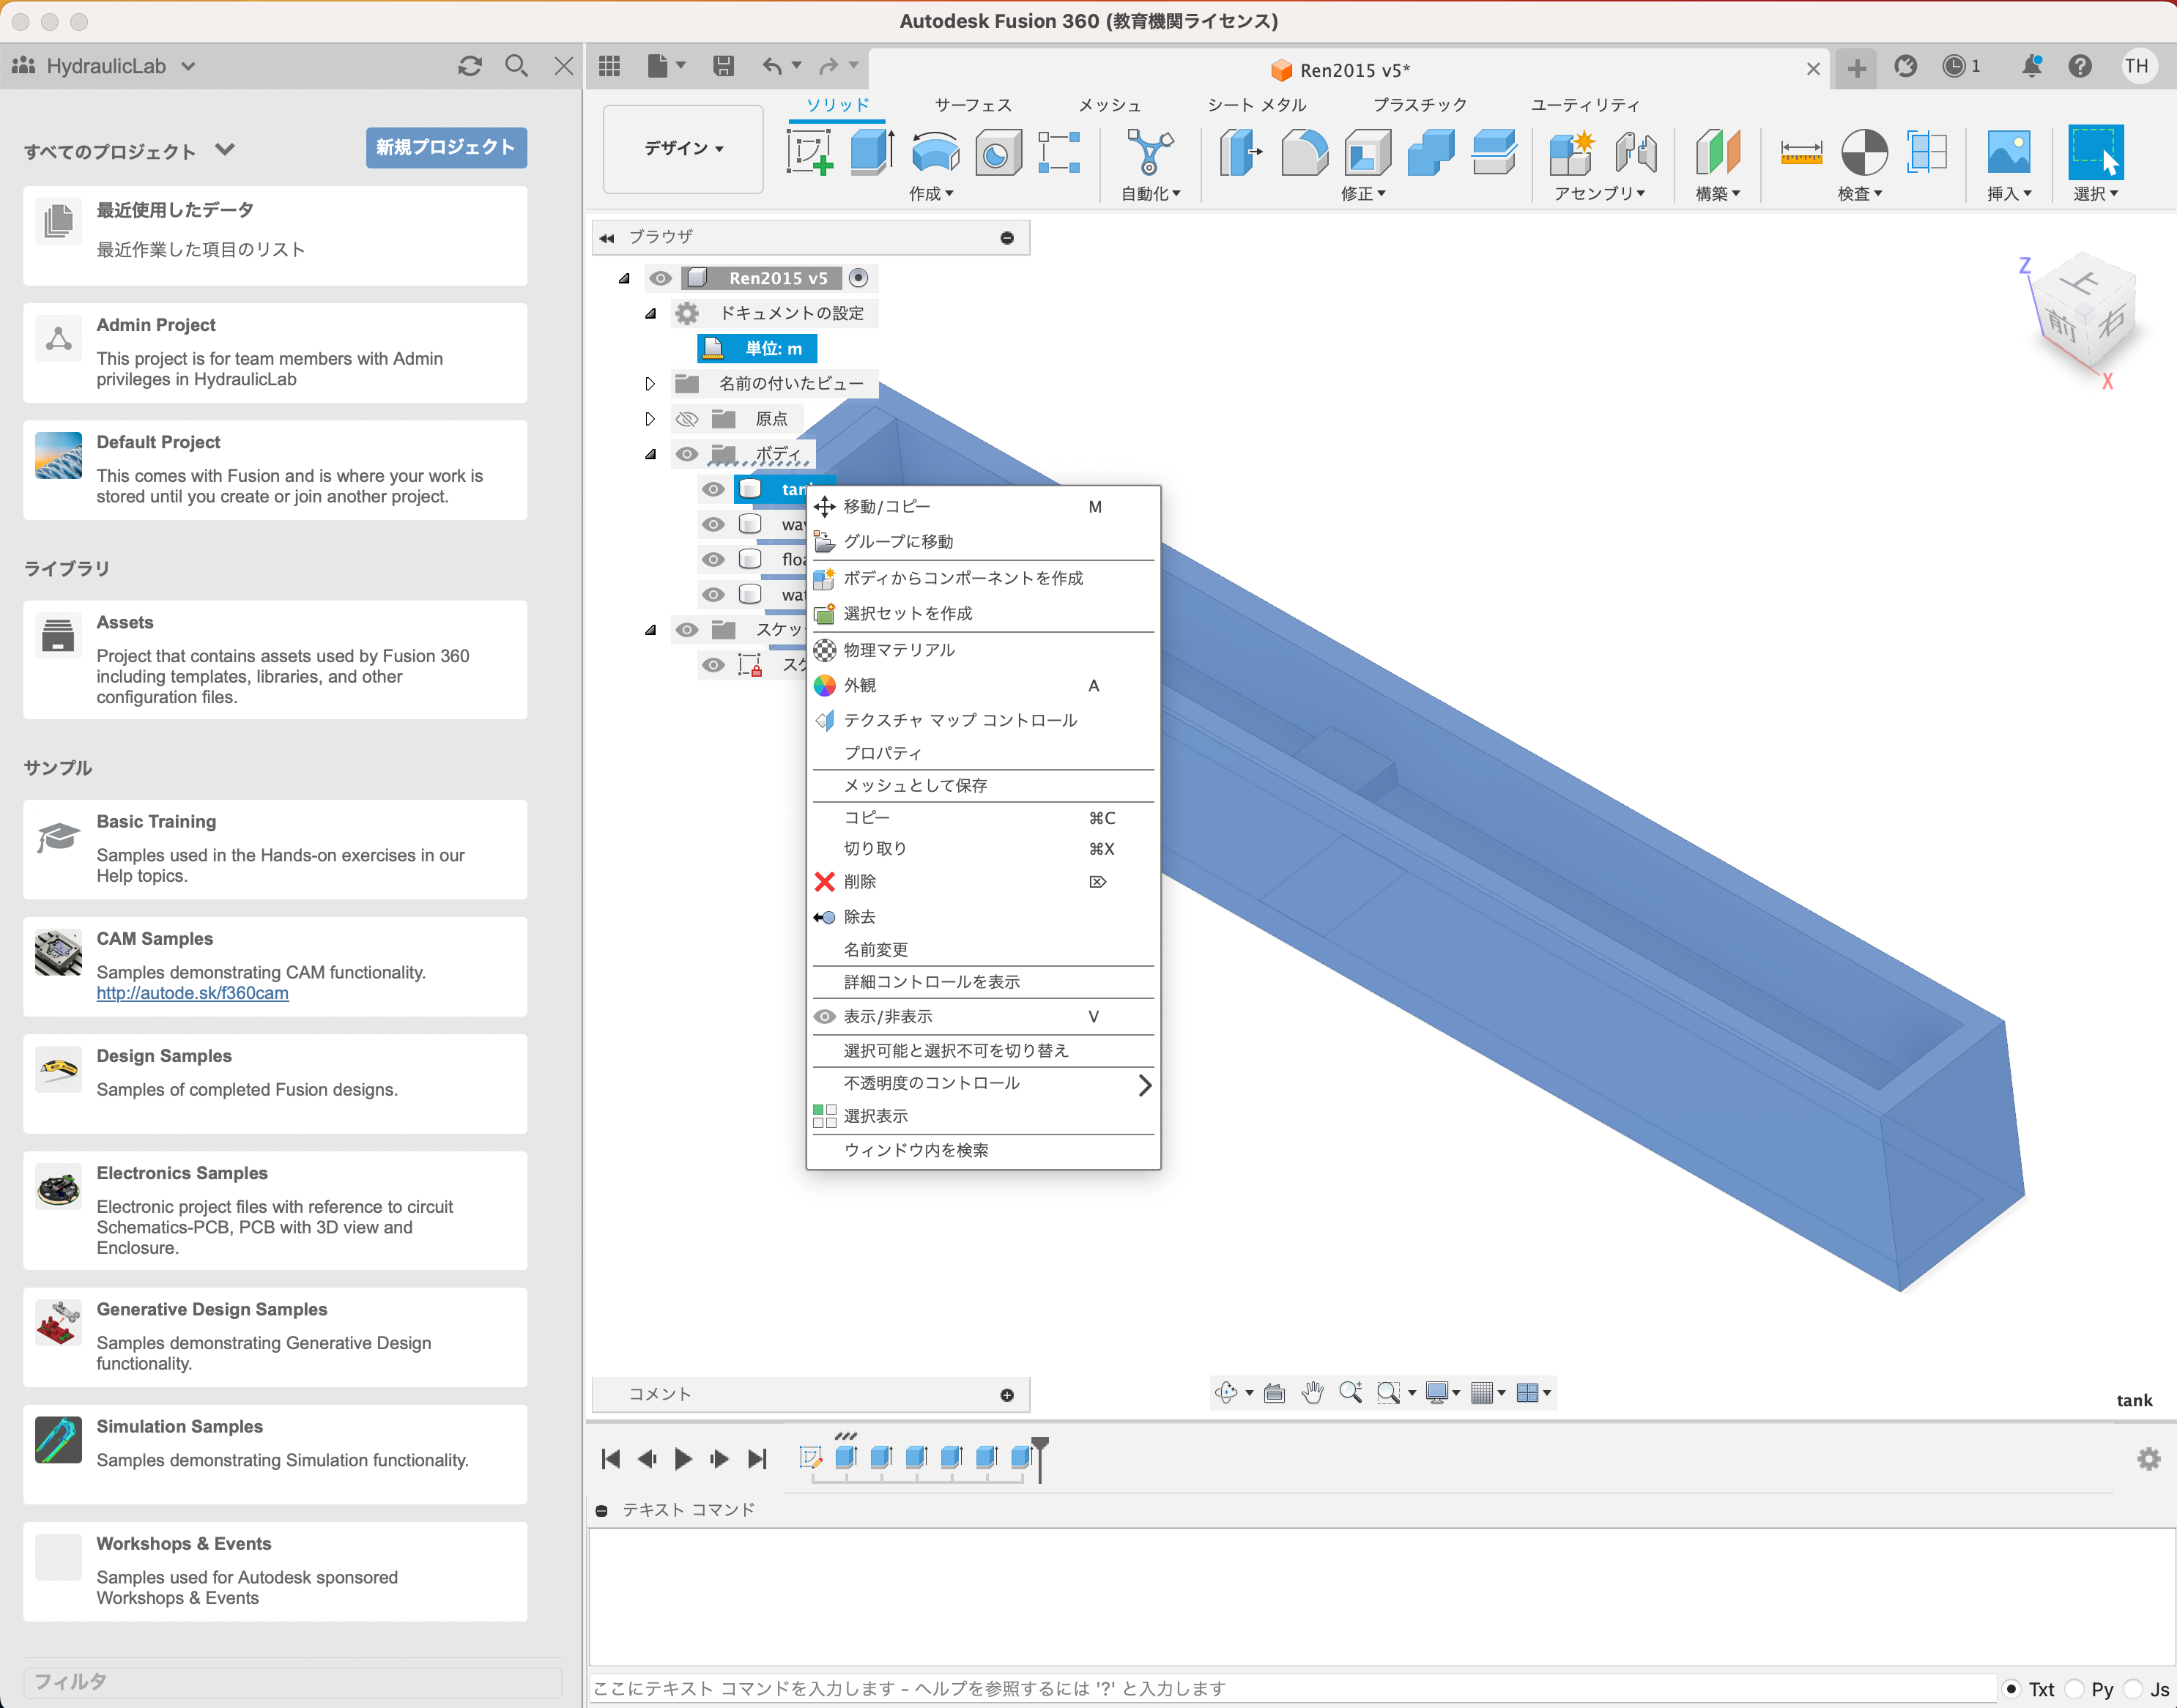 Autodesk Fusion 360 (教育機関ライセンス)
HydraulicLab
Ren2015 v5*
1
TH
すべてのプロジェクト
新規プロジェクト
最近使用したデータ
最近作業した項目のリスト
Admin Project
This project is for team members with Admin
privileges in HydraulicLab
Default Project
This comes with Fusion and is where your work is
stored until you create or join another project.
ライブラリ
Assets
Project that contains assets used by Fusion 360
including templates, libraries, and other
configuration files.
サンプル
Basic Training
Samples used in the Hands-on exercises in our
Help topics.
CAM Samples
Samples demonstrating CAM functionality.
http://autode.sk/f360cam
Design Samples
Samples of completed Fusion designs.
Electronics Samples
Electronic project files with reference to circuit
Schematics-PCB, PCB with 3D view and
Enclosure.
Generative Design Samples
Samples demonstrating Generative Design
functionality.
Simulation Samples
Samples demonstrating Simulation functionality.
Workshops & Events
Samples used for Autodesk sponsored
Workshops & Events
フィルタ
デザイン
ソリッド
サーフェス
メッシュ
シート メタル
プラスチック
ユーティリティ
作成
自動化
修正
アセンブリ
構築
検査
挿入
選択
ブラウザ
Ren2015 v5
ドキュメントの設定
単位: m
名前の付いたビュー
原点
ボディ
tan
wa
floa
wat
スケッ
スケ
移動/コピー M
グループに移動
ボディからコンポーネントを作成
選択セットを作成
物理マテリアル
外観 A
テクスチャ マップ コントロール
プロパティ
メッシュとして保存
コピー ⌘C
切り取り ⌘X
削除 ⌦
除去
名前変更
詳細コントロールを表示
表示/非表示 V
選択可能と選択不可を切り替え
不透明度のコントロール
選択表示
ウィンドウ内を検索
Z
上
前
右
X
コメント
tank
テキスト コマンド
ここにテキスト コマンドを入力します - ヘルプを参照するには '?' と入力します
Txt Py Js